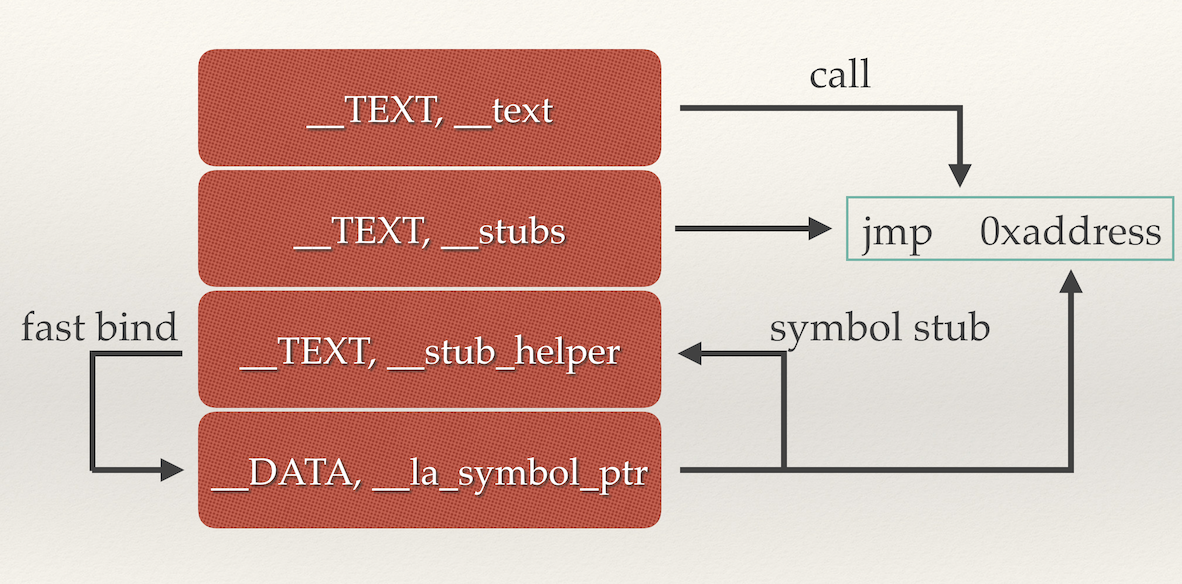 call
__TEXT, __text
__TEXT, __stubs
jmp 0xaddress
fast bind
symbol stub
__TEXT, __stub_helper
__DATA, __la_symbol_ptr